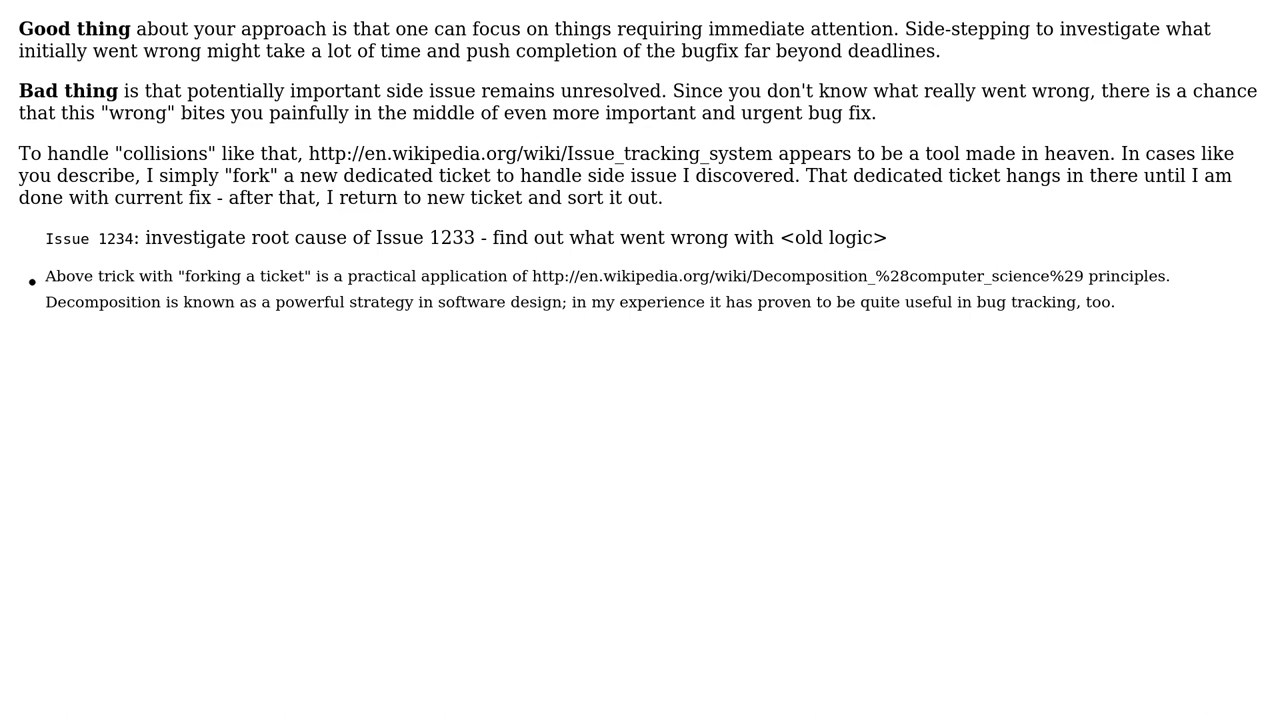 Good thing about your approach is that one can focus on things requiring immediate attention. Side-stepping to investigate what
initially went wrong might take a lot of time and push completion of the bugfix far beyond deadlines.
Bad thing is that potentially important side issue remains unresolved. Since you don't know what really went wrong, there is a chance
that this "wrong" bites you painfully in the middle of even more important and urgent bug fix.
To handle "collisions" like that, http://en.wikipedia.org/wiki/Issue_tracking_system appears to be a tool made in heaven. In cases like
you describe, I simply "fork" a new dedicated ticket to handle side issue I discovered. That dedicated ticket hangs in there until I am
done with current fix - after that, I return to new ticket and sort it out.
Issue 1234: investigate root cause of Issue 1233 - find out what went wrong with <old logic>
• Above trick with "forking a ticket" is a practical application of http://en.wikipedia.org/wiki/Decomposition_%28computer_science%29 principles.
Decomposition is known as a powerful strategy in software design; in my experience it has proven to be quite useful in bug tracking, too.